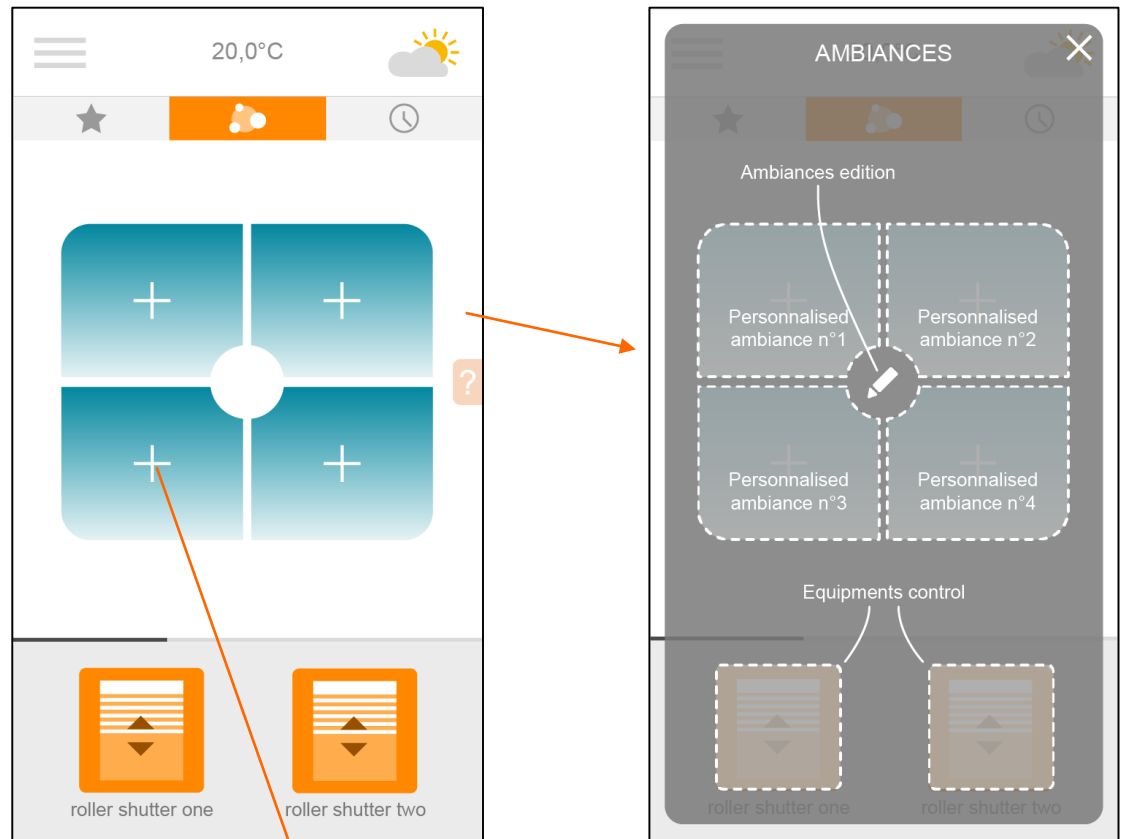 20,0°C
?
roller shutter one
roller shutter two
AMBIANCES
Ambiances edition
Personnalised
ambiance n°1
Personnalised
ambiance n°2
Personnalised
ambiance n°3
Personnalised
ambiance n°4
Equipments control
roller shutter one
roller shutter two